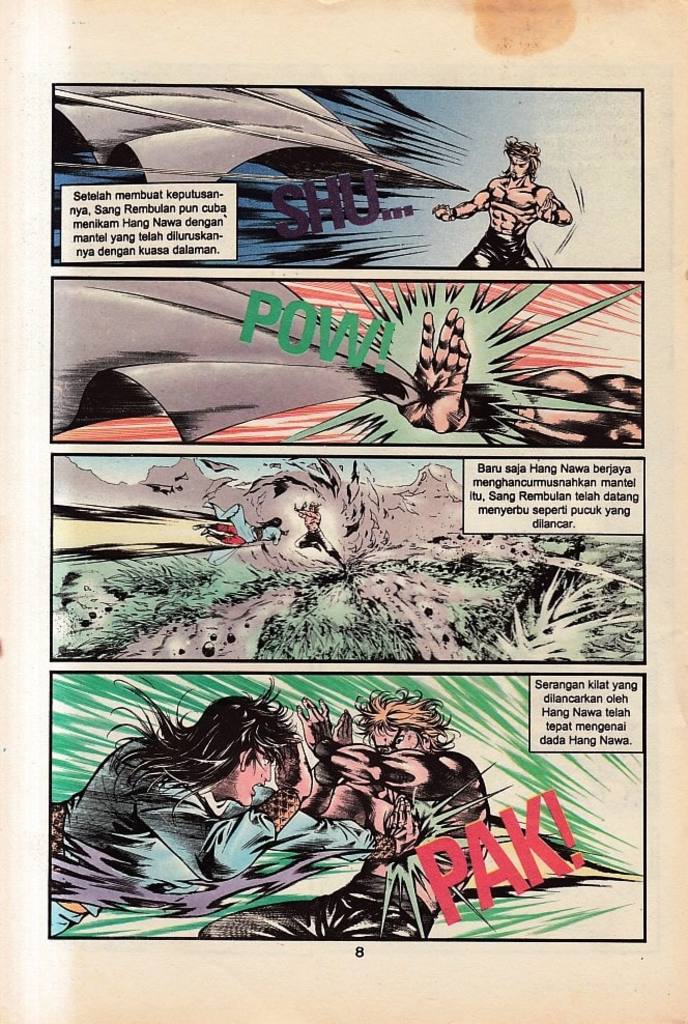 Setelah membuat keputusan-
nya, Sang Rembulan pun cuba
menikam Hang Nawa dengan
mantel yang telah diluruskan-
nya dengan kuasa dalaman.
SHU...
POW!
Baru saja Hang Nawa berjaya
menghancurmusnahkan mantel
itu, Sang Rembulan telah datang
menyerbu seperti pucuk yang
dilancar.
Serangan kilat yang
dilancarkan oleh
Hang Nawa telah
tepat mengenai
dada Hang Nawa.
PAK!
8